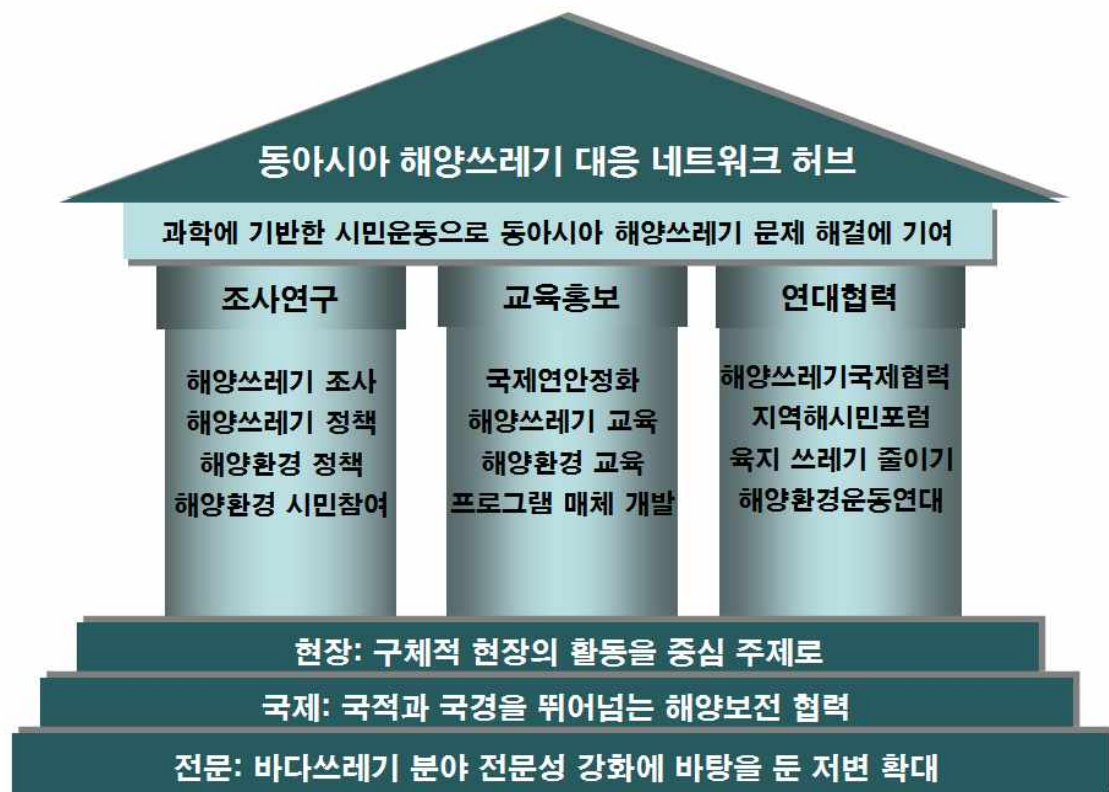 동아시아 해양쓰레기 대응 네트워크 허브
과학에 기반한 시민운동으로 동아시아 해양쓰레기 문제 해결에 기여
조사연구
해양쓰레기 조사
해양쓰레기 정책
해양환경 정책
해양환경 시민참여
교육홍보
국제연안정화
해양쓰레기 교육
해양환경 교육
프로그램 매체 개발
연대협력
해양쓰레기국제협력
지역해시민포럼
육지 쓰레기 줄이기
해양환경운동연대
현장: 구체적 현장의 활동을 중심 주제로
국제: 국적과 국경을 뛰어넘는 해양보전 협력
전문: 바다쓰레기 분야 전문성 강화에 바탕을 둔 저변 확대